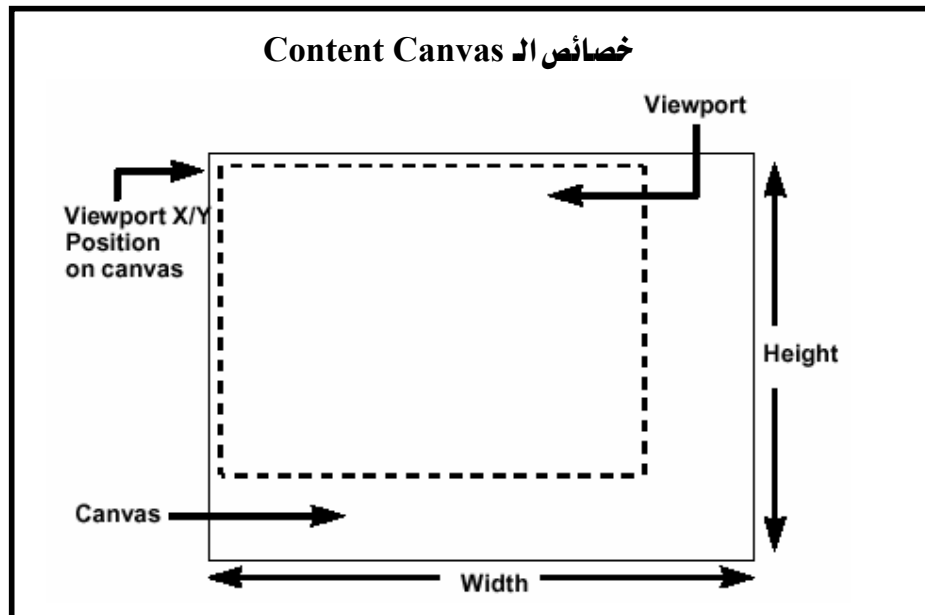 خصائص الـ Content Canvas
Viewport
Viewport X/Y
Position
on canvas
Height
Canvas
Width